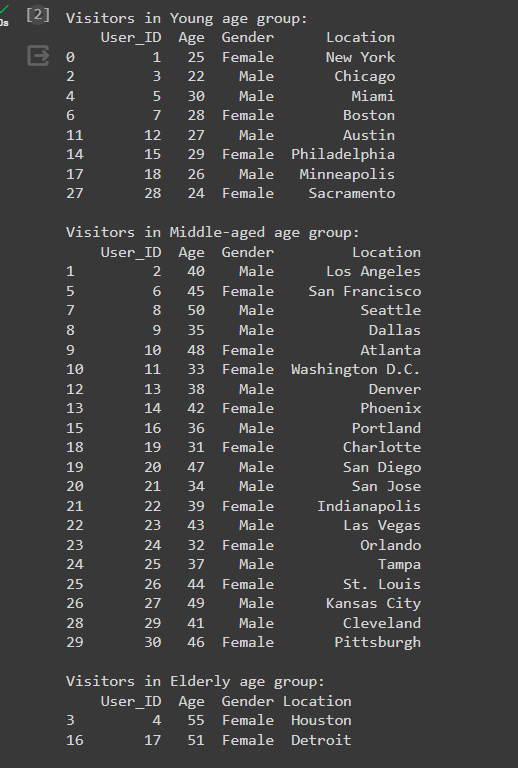 0s [2] Visitors in Young age group:
User_ID Age Gender Location
0 1 25 Female New York
2 3 22 Male Chicago
4 5 30 Male Miami
6 7 28 Female Boston
11 12 27 Male Austin
14 15 29 Female Philadelphia
17 18 26 Male Minneapolis
27 28 24 Female Sacramento
Visitors in Middle-aged age group:
User_ID Age Gender Location
1 2 40 Male Los Angeles
5 6 45 Female San Francisco
7 8 50 Male Seattle
8 9 35 Male Dallas
9 10 48 Female Atlanta
10 11 33 Female Washington D.C.
12 13 38 Male Denver
13 14 42 Female Phoenix
15 16 36 Male Portland
18 19 31 Female Charlotte
19 20 47 Male San Diego
20 21 34 Male San Jose
21 22 39 Female Indianapolis
22 23 43 Male Las Vegas
23 24 32 Female Orlando
24 25 37 Male Tampa
25 26 44 Female St. Louis
26 27 49 Male Kansas City
28 29 41 Male Cleveland
29 30 46 Female Pittsburgh
Visitors in Elderly age group:
User_ID Age Gender Location
3 4 55 Female Houston
16 17 51 Female Detroit